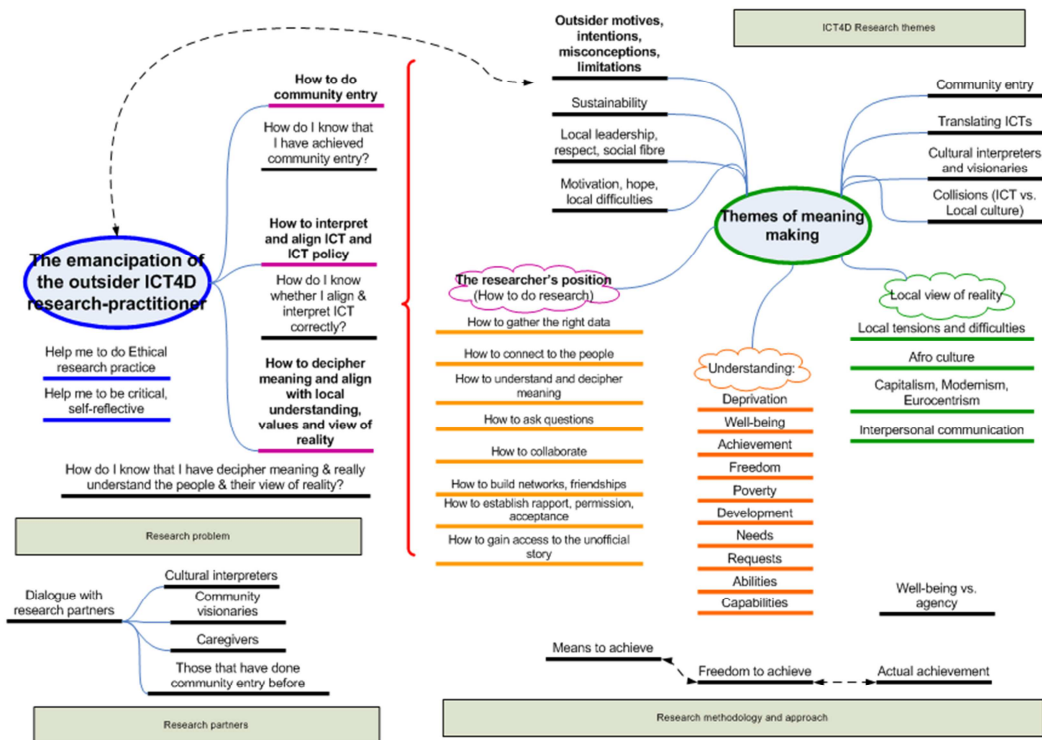 Outsider motives,
intentions,
misconceptions,
limitations
Sustainability
Local leadership,
respect, social fibre
Motivation, hope,
local difficulties
ICT4D Research themes
Community entry
Translating ICTs
Cultural interpreters
and visionaries
Collisions (ICT vs.
Local culture)
Themes of meaning
making
How to do
community entry
How do I know that
I have achieved
community entry?
How to interpret
and align ICT and
ICT policy
How do I know
whether I align &
interpret ICT
correctly?
How to decipher
meaning and align
with local
understanding,
values and view of
reality
How do I know that I have decipher meaning & really
understand the people & their view of reality?
The emancipation of
the outsider ICT4D
research-practitioner
Help me to do Ethical
research practice
Help me to be critical,
self-reflective
Research problem
The researcher's position
(How to do research)
How to gather the right data
How to connect to the people
How to understand and decipher
meaning
How to ask questions
How to collaborate
How to build networks, friendships
How to establish rapport, permission,
acceptance
How to gain access to the unofficial
story
Understanding:
Deprivation
Well-being
Achievement
Freedom
Poverty
Development
Needs
Requests
Abilities
Capabilities
Local view of reality
Local tensions and difficulties
Afro culture
Capitalism, Modernism,
Eurocentrism
Interpersonal communication
Well-being vs.
agency
Means to achieve
Freedom to achieve
Actual achievement
Research methodology and approach
Dialogue with
research partners
Cultural interpreters
Community
visionaries
Caregivers
Those that have done
community entry before
Research partners